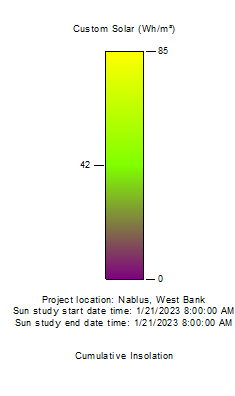 Custom Solar (Wh/m²)
85
42
0
Project location: Nablus, West Bank
Sun study start date time: 1/21/2023 8:00:00 AM
Sun study end date time: 1/21/2023 8:00:00 AM
Cumulative Insolation